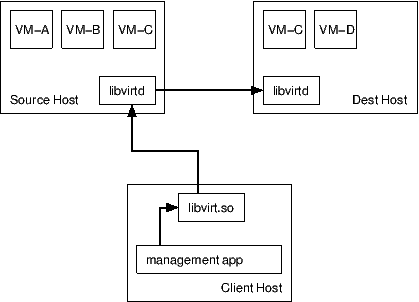 VM-A VM-B VM-C
libvirtd
Source Host
VM-C VM-D
libvirtd
Dest Host
libvirt.so
management app
Client Host